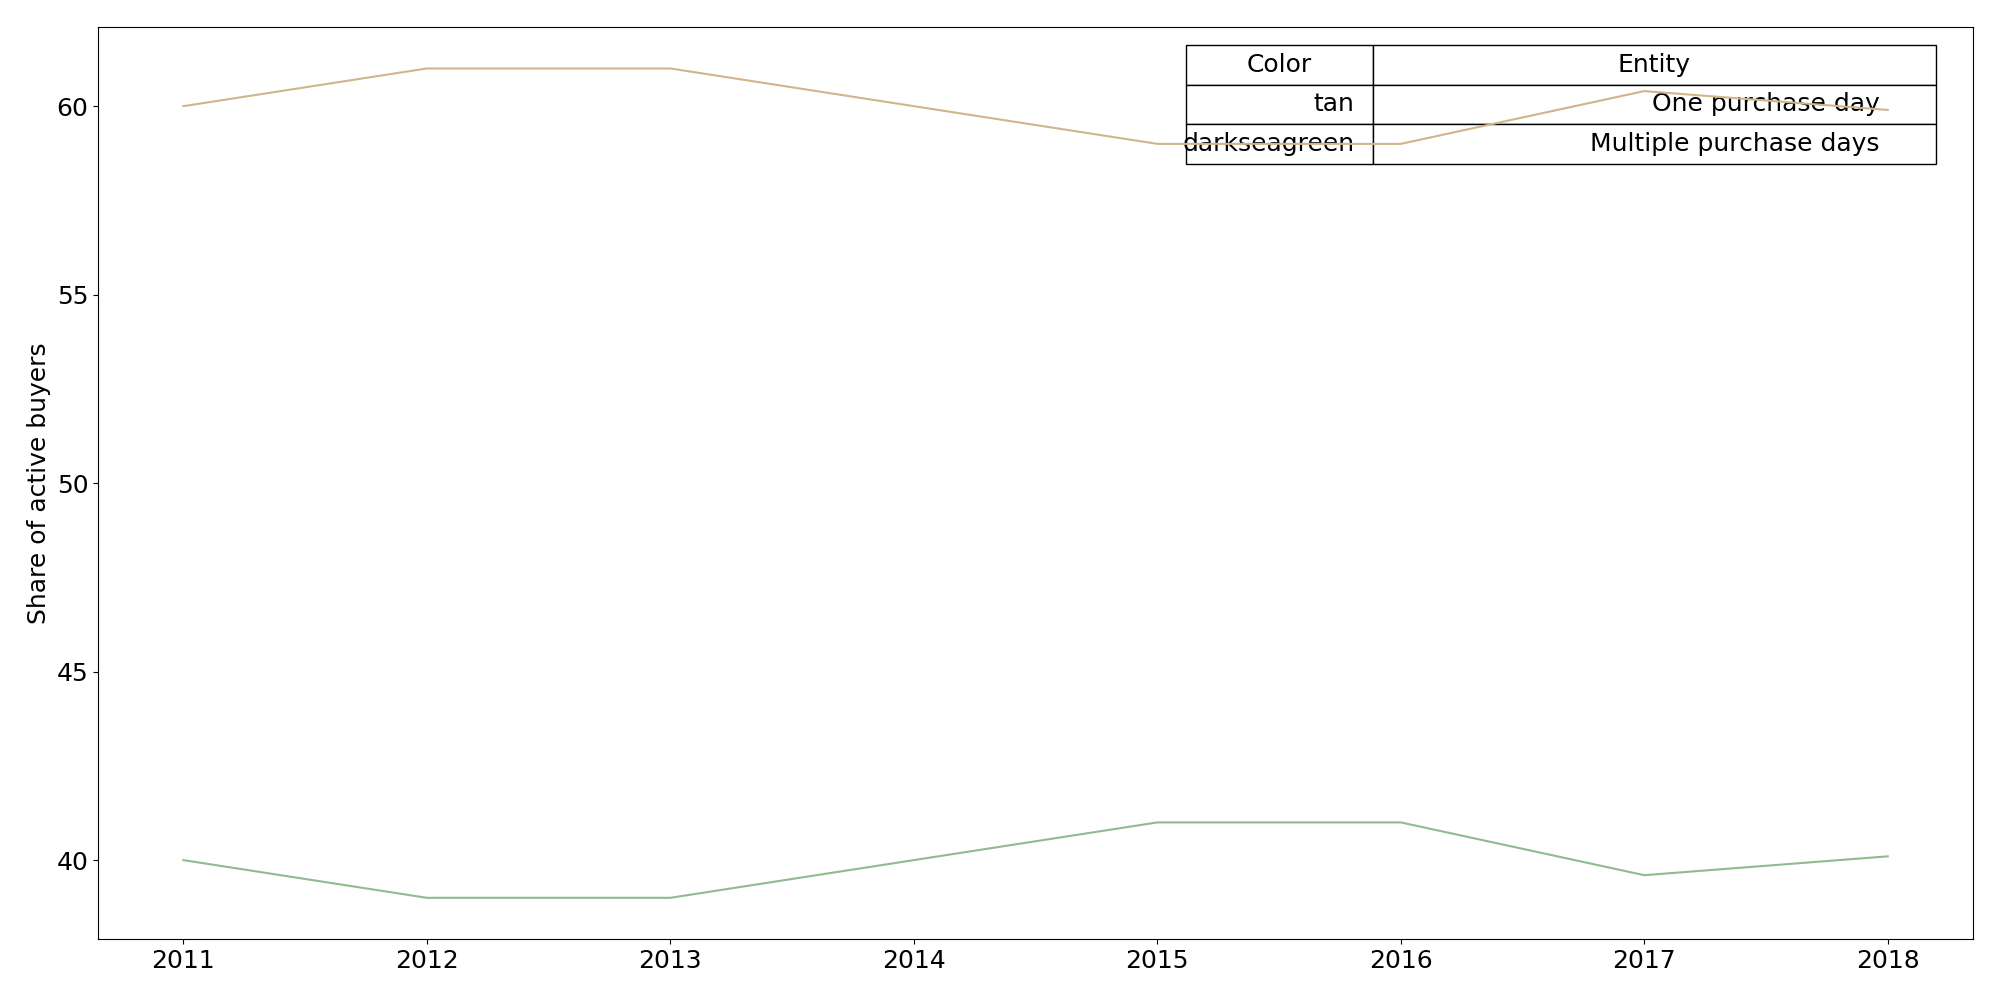 Color Entity
tan One purchase day
darkseagreen Multiple purchase days
60
55
50
45
40
Share of active buyers
2011 2012 2013 2014 2015 2016 2017 2018